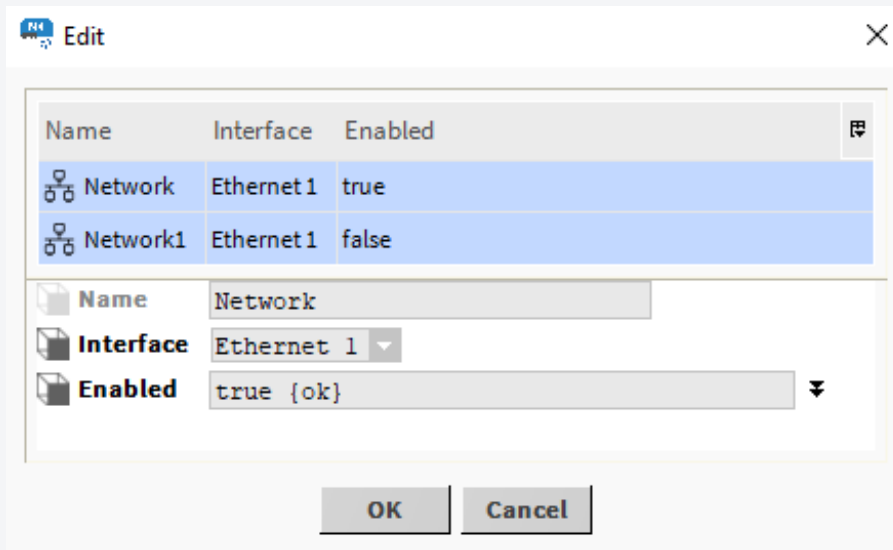 N4 Edit
Name Interface Enabled
Network Ethernet 1 true
Network1 Ethernet 1 false
Name Network
Interface Ethernet 1
Enabled true {ok}
OK Cancel